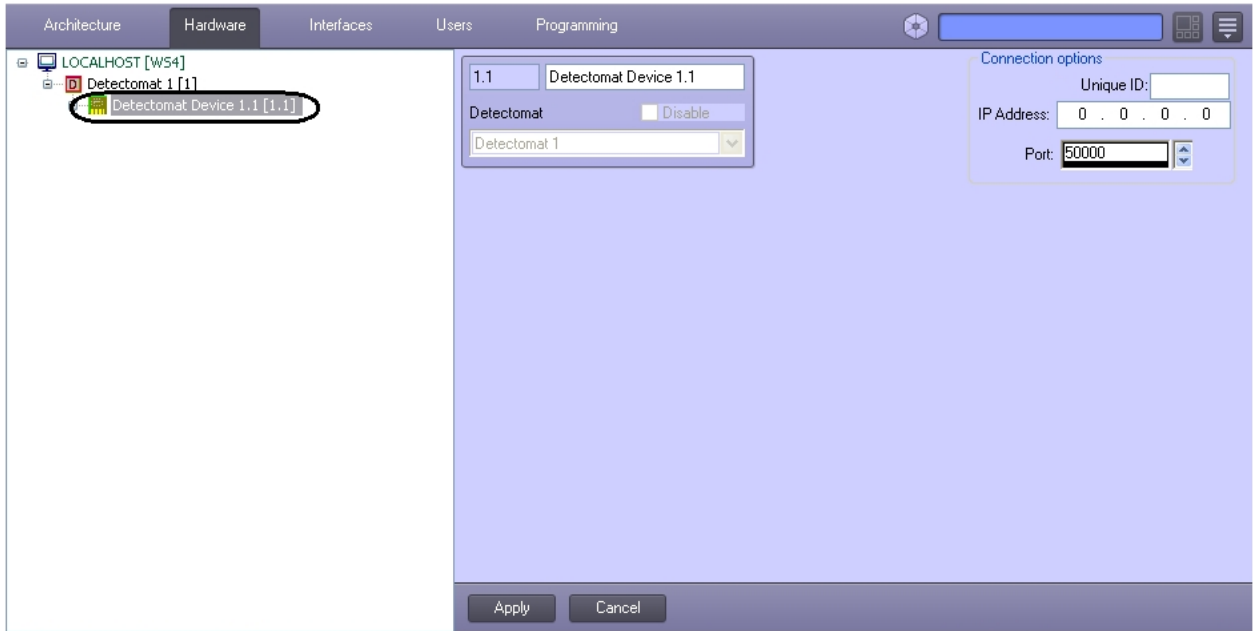 Architecture Hardware Interfaces Users Programming
LOCALHOST [WS4]
D Detectomat 1 [1]
Detectomat Device 1.1 [1.1]
1.1 Detectomat Device 1.1
Detectomat Disable
Detectomat 1
Connection options
Unique ID:
IP Address: 0 . 0 . 0 . 0
Port: 50000
Apply Cancel